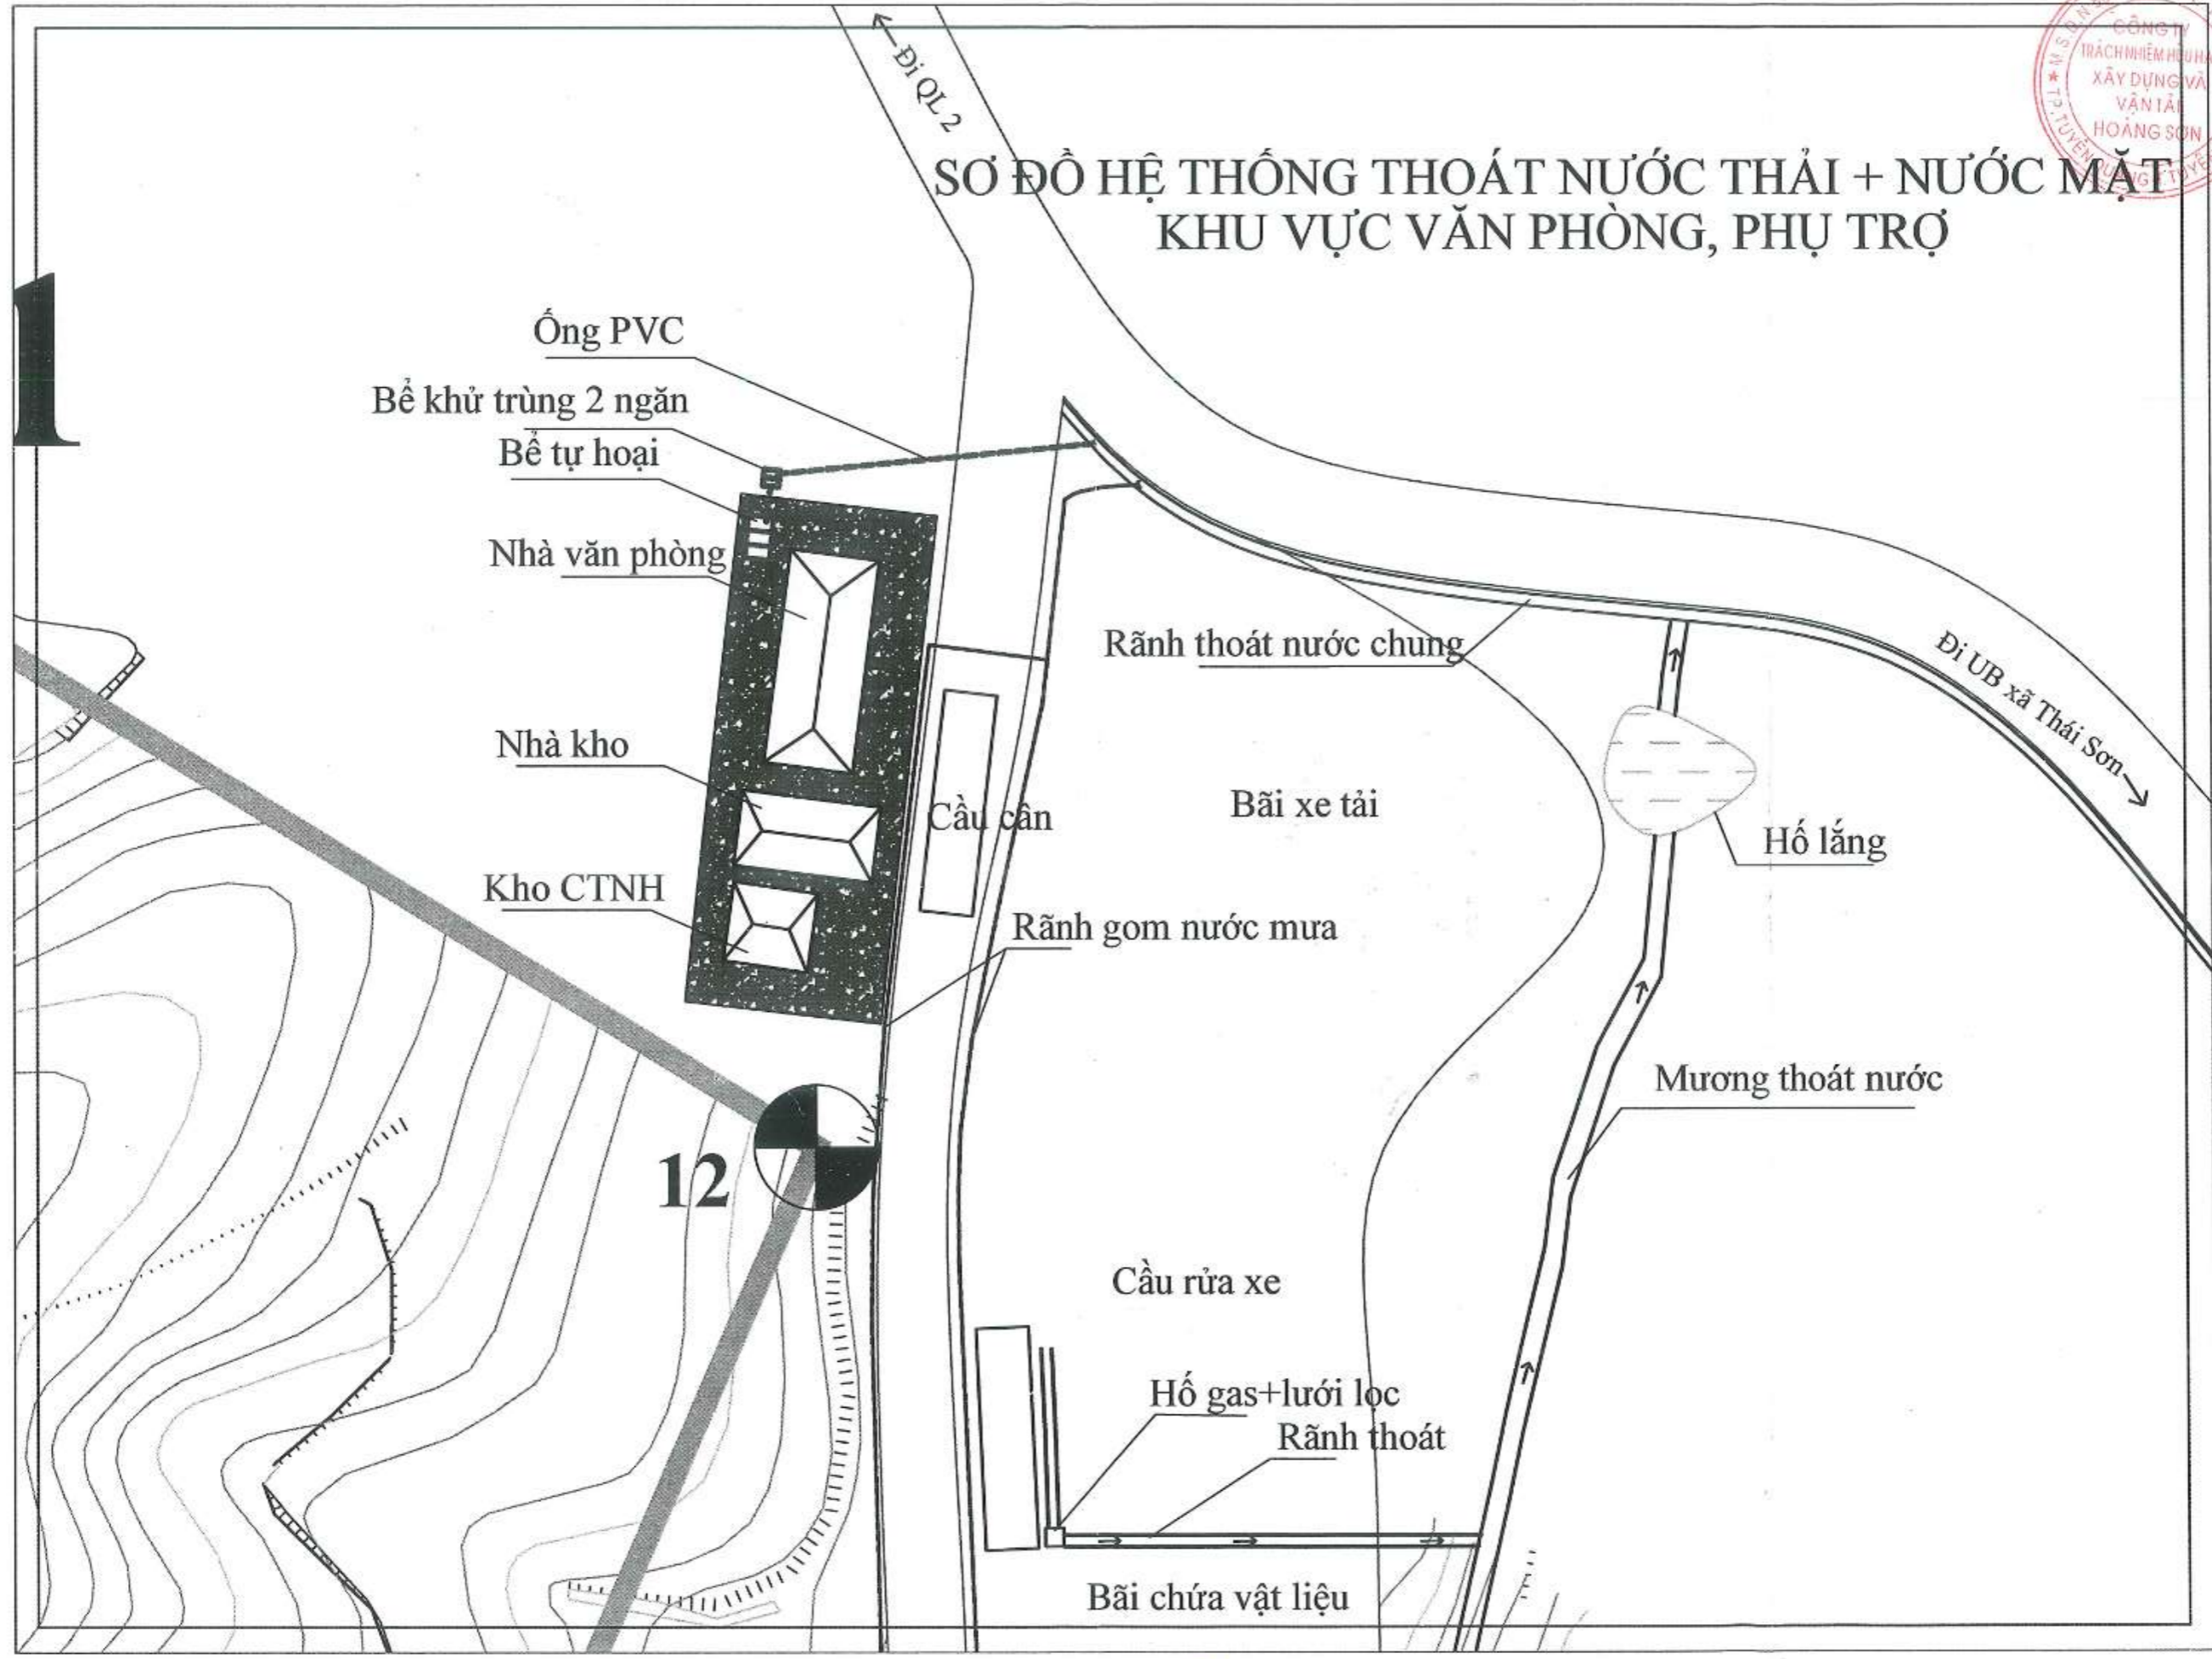 Đi QL 2
CÔNG TY
TRÁCH NHIỆM HỮU
XÂY DỰNG VÀ
VẬN TẢI
HOÀNG SƠN
SƠ ĐỒ HỆ THỐNG THOÁT NƯỚC THẢI + NƯỚC MẶT
KHU VỰC VĂN PHÒNG, PHỤ TRỢ
1
Ống PVC
Bể khử trùng 2 ngăn
Bể tự hoại
Nhà văn phòng
Rãnh thoát nước chung
Đi UB xã Thái Sơn
Nhà kho
Cầu cân
Bãi xe tải
Hố lắng
Kho CTNH
Rãnh gom nước mưa
Mương thoát nước
12
Cầu rửa xe
Hố gas+lưới lọc
Rãnh thoát
Bãi chứa vật liệu